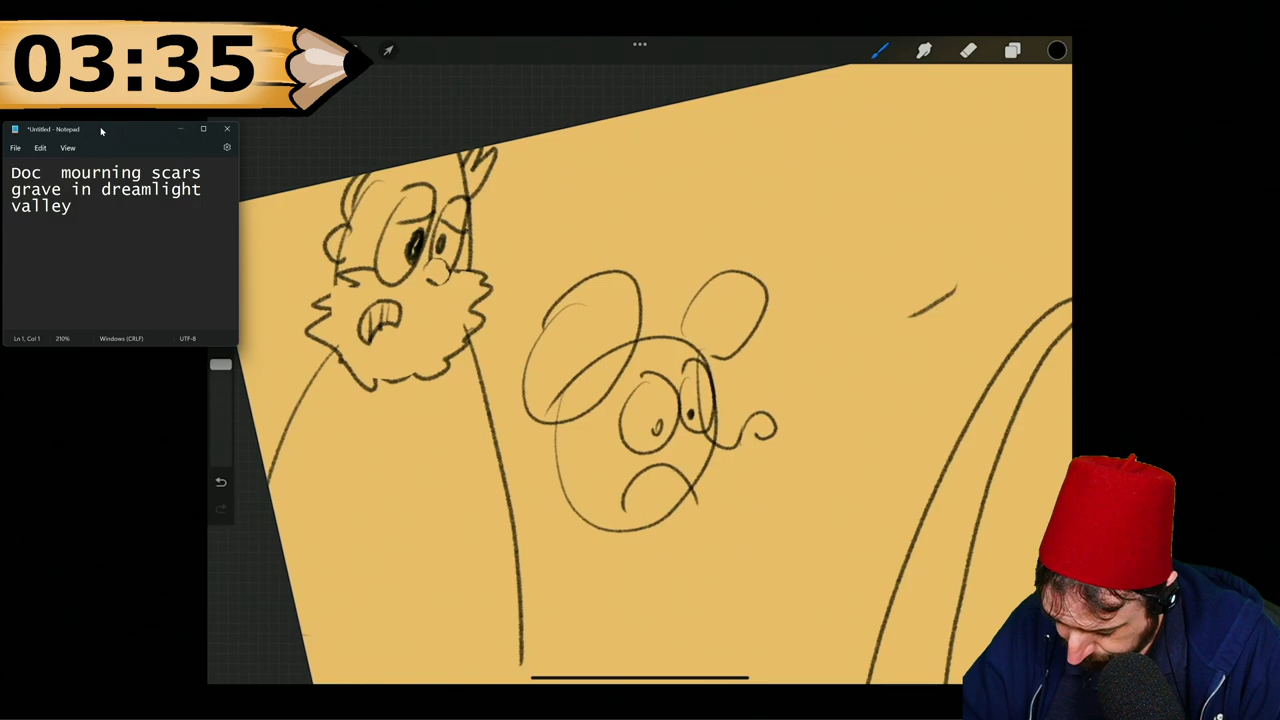 03:35
*Untitled - Notepad
File Edit View
Doc  mourning scars
grave in dreamlight
valley
Ln 1, Col 1 210% Windows (CRLF) UTF-8